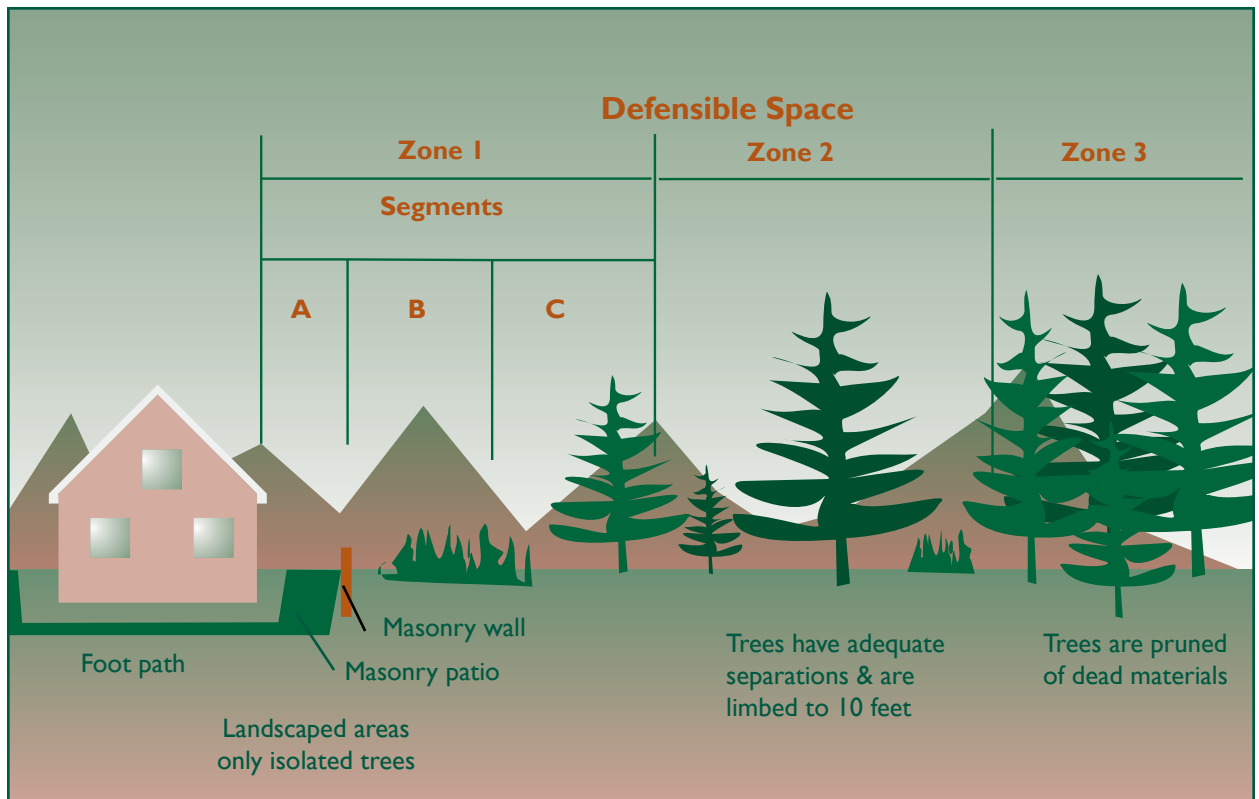 Defensible Space
Zone 1
Zone 2
Zone 3
Segments
A
B
C
Masonry wall
Foot path
Masonry patio
Landscaped areas
only isolated trees
Trees have adequate
separations & are
limbed to 10 feet
Trees are pruned
of dead materials